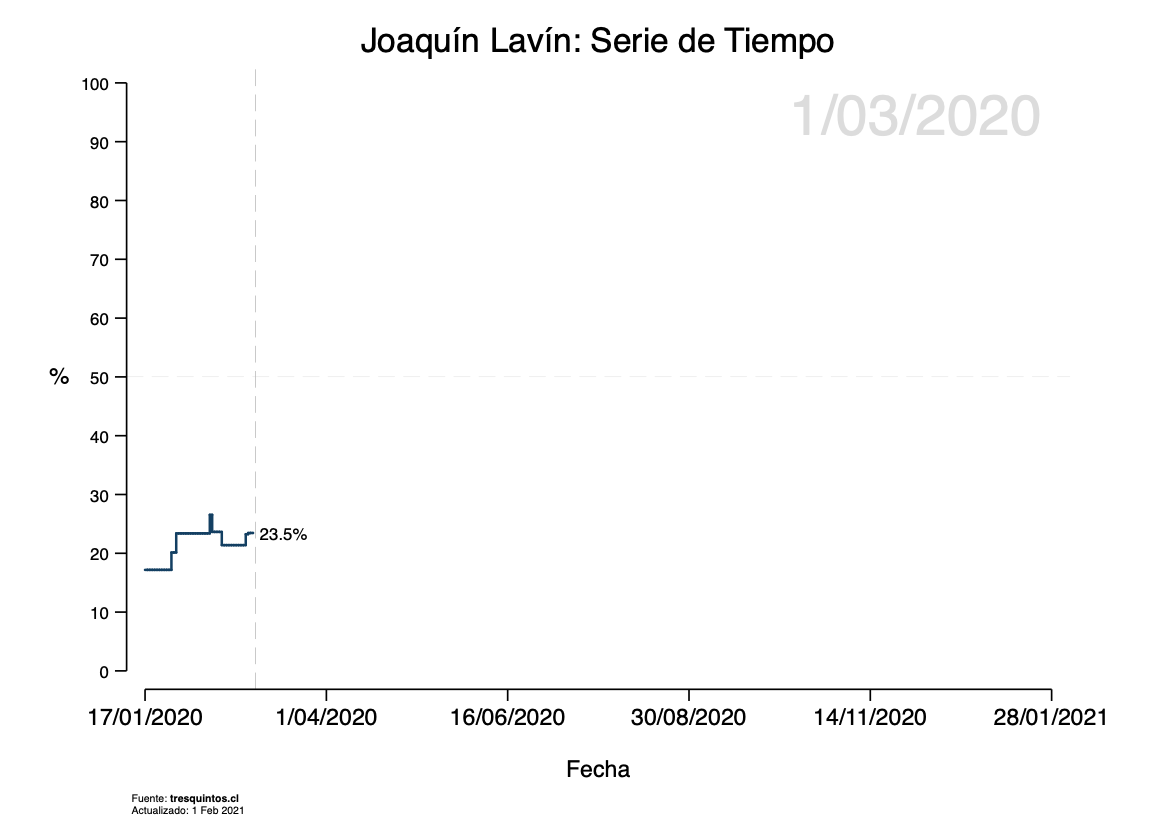 Joaquín Lavín: Serie de Tiempo
1/03/2020
100
90
80
70
60
% 50
40
30
23.5%
20
10
0
17/01/2020 1/04/2020 16/06/2020 30/08/2020 14/11/2020 28/01/2021
Fecha
Fuente: tresquintos.cl
Actualizado: 1 Feb 2021